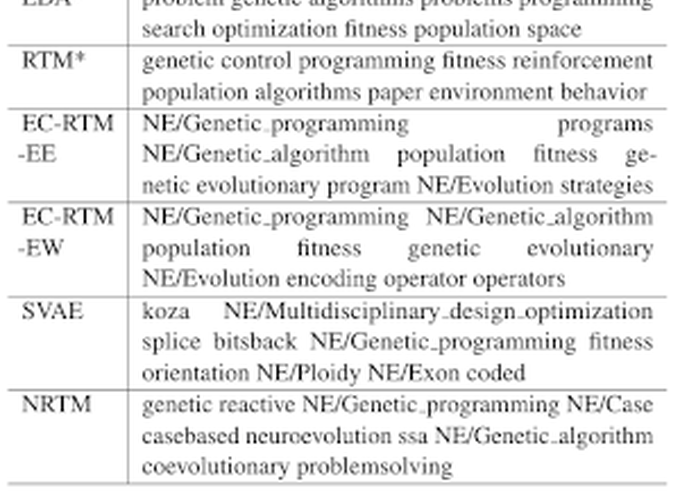 problem genetic algorithms problems programming
search optimization fitness population space
RTM* genetic control programming fitness reinforcement
population algorithms paper environment behavior
EC-RTM NE/Genetic_programming programs
-EE NE/Genetic_algorithm population fitness ge-
netic evolutionary program NE/Evolution strategies
EC-RTM NE/Genetic_programming NE/Genetic_algorithm
-EW population fitness genetic evolutionary
NE/Evolution encoding operator operators
SVAE koza NE/Multidisciplinary_design_optimization
splice bitsback NE/Genetic_programming fitness
orientation NE/Ploidy NE/Exon coded
NRTM genetic reactive NE/Genetic_programming NE/Case
casebased neuroevolution ssa NE/Genetic_algorithm
coevolutionary problemsolving